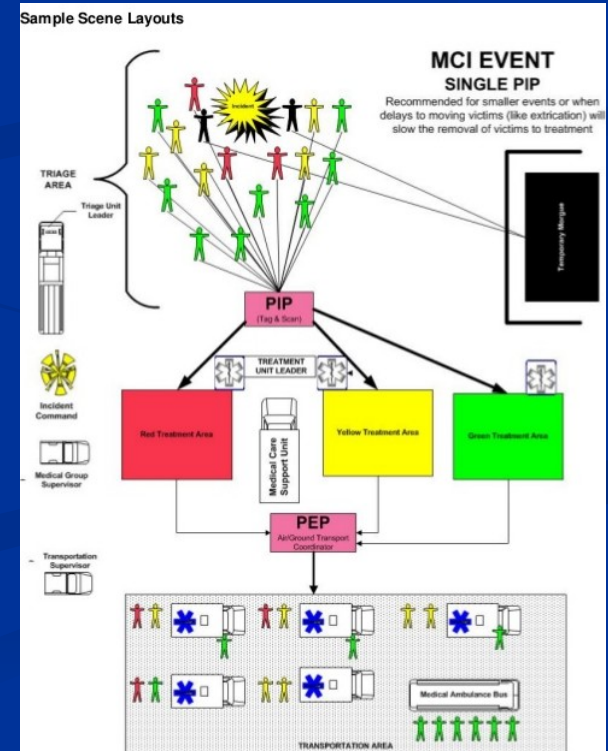 Sample Scene Layouts
MCI EVENT
SINGLE PIP
Recommended for smaller events or when
delays to moving victims (like extrication) will
slow the removal of victims to treatment
Incident
TRIAGE
AREA
Triage Unit
Leader
Temporary Morgue
PIP
(Tag & Scan)
TREATMENT
UNIT LEADER
Incident
Command
Red Treatment Area
Medical Care
Support Unit
Yellow Treatment Area
Green Treatment Area
Medical Group
Supervisor
PEP
Air/Ground Transport
Coordinator
Transportation
Supervisor
Medical Ambulance Bus
TRANSPORTATION AREA